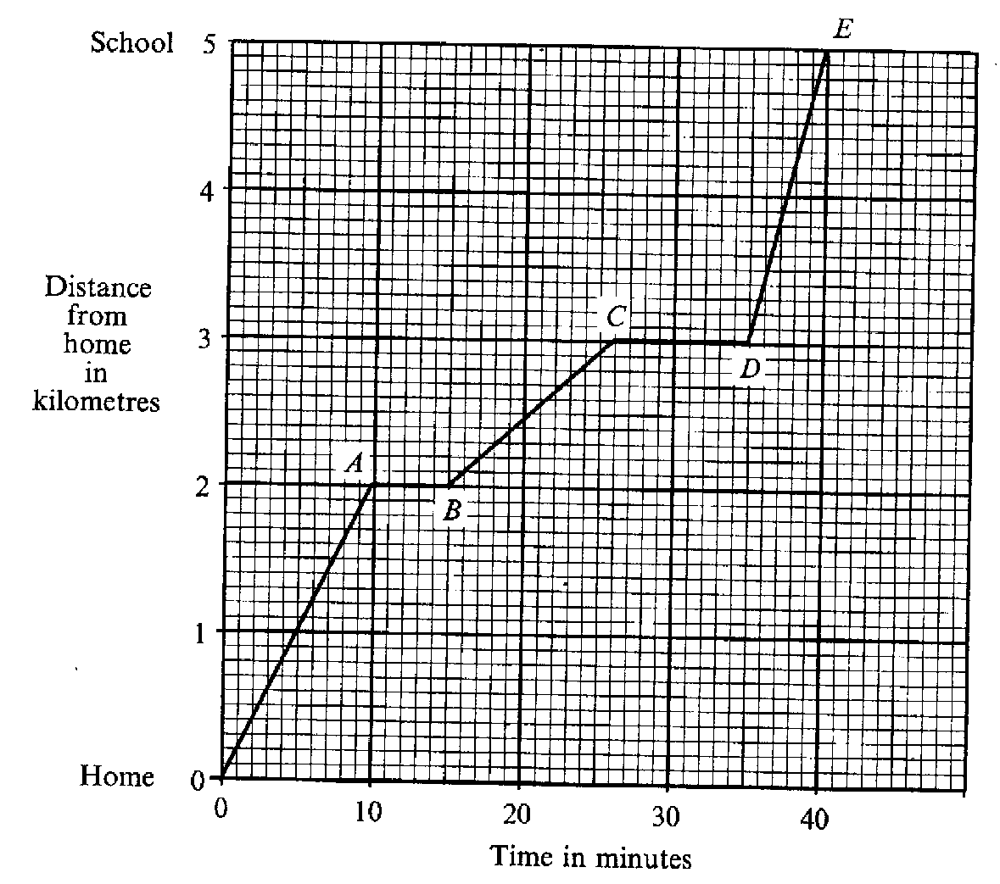 E
School 5
4
Distance
from
home
in
kilometres
3
C
D
A
2
B
1
Home 0
0 10 20 30 40
Time in minutes